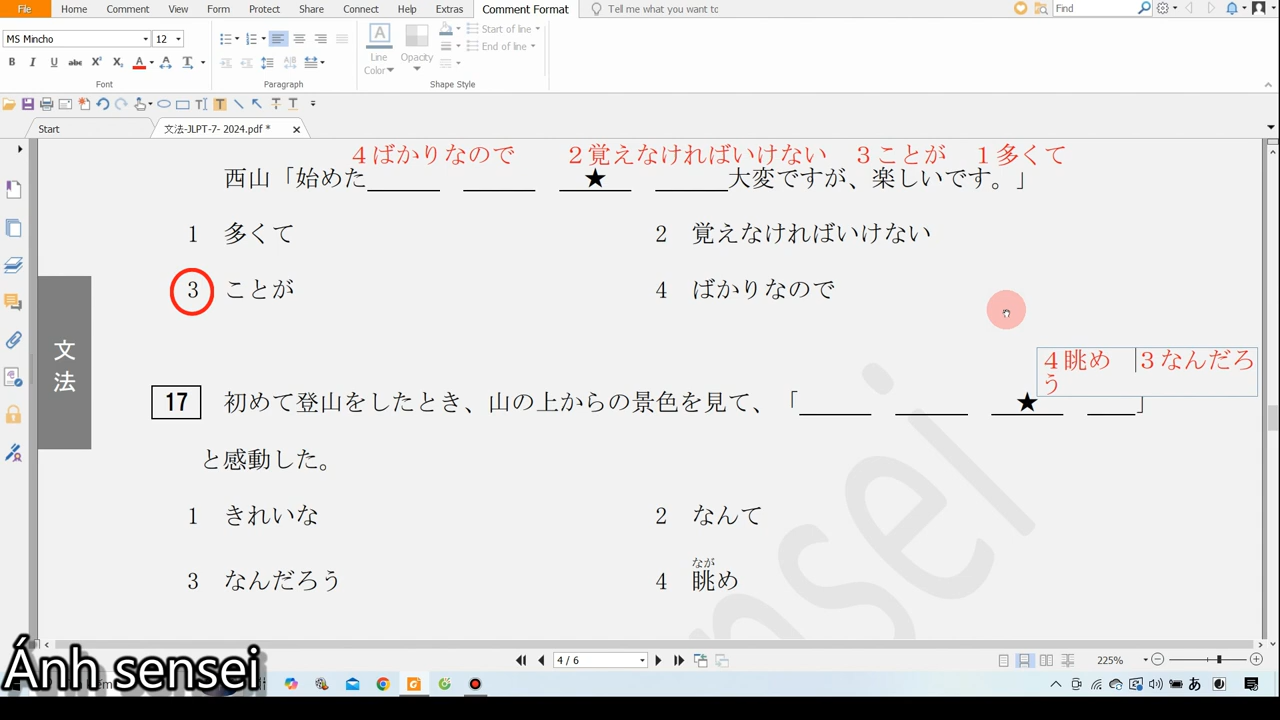 File Home Comment View Form Protect Share Connect Help Extras Comment Format Tell me what you want to Find
MS Mincho 12 Start of line
End of line
Line Color Opacity
Font Paragraph Shape Style
Start 文法-JLPT-7- 2024.pdf *
4ばかりなので 2覚えなければいけない 3ことが 1多くて
西山「始めた____ ____ ★ ____大変ですが、楽しいです。」
1 多くて 2 覚えなければいけない
3 ことが 4 ばかりなので
文法
4眺め 3なんだろ
う
17 初めて登山をしたとき、山の上からの景色を見て、「____ ____ ★ ____」
と感動した。
1 きれいな 2 なんて
なが
3 なんだろう 4 眺め
nsei
4 / 6 225%
Ánh sensei